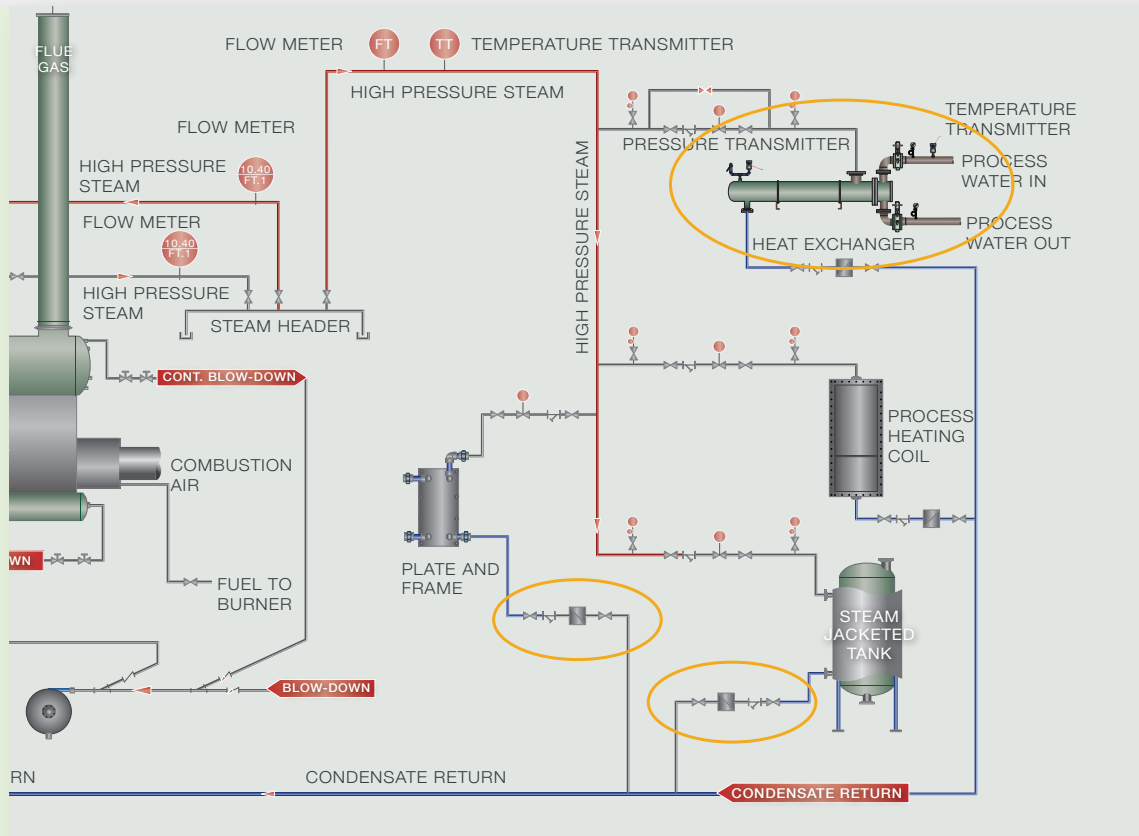 FLUE
GAS
FLOW METER
FT
TT
TEMPERATURE TRANSMITTER
HIGH PRESSURE STEAM
FLOW METER
HIGH PRESSURE
STEAM
10.40
FT.1
FLOW METER
10.40
FT.1
HIGH PRESSURE
STEAM
STEAM HEADER
HIGH PRESSURE STEAM
PRESSURE TRANSMITTER
TEMPERATURE
TRANSMITTER
PROCESS
WATER IN
PROCESS
WATER OUT
HEAT EXCHANGER
CONT. BLOW-DOWN
COMBUSTION
AIR
PROCESS
HEATING
COIL
WN
FUEL TO
BURNER
PLATE AND
FRAME
STEAM
JACKETED
TANK
BLOW-DOWN
RN
CONDENSATE RETURN
CONDENSATE RETURN